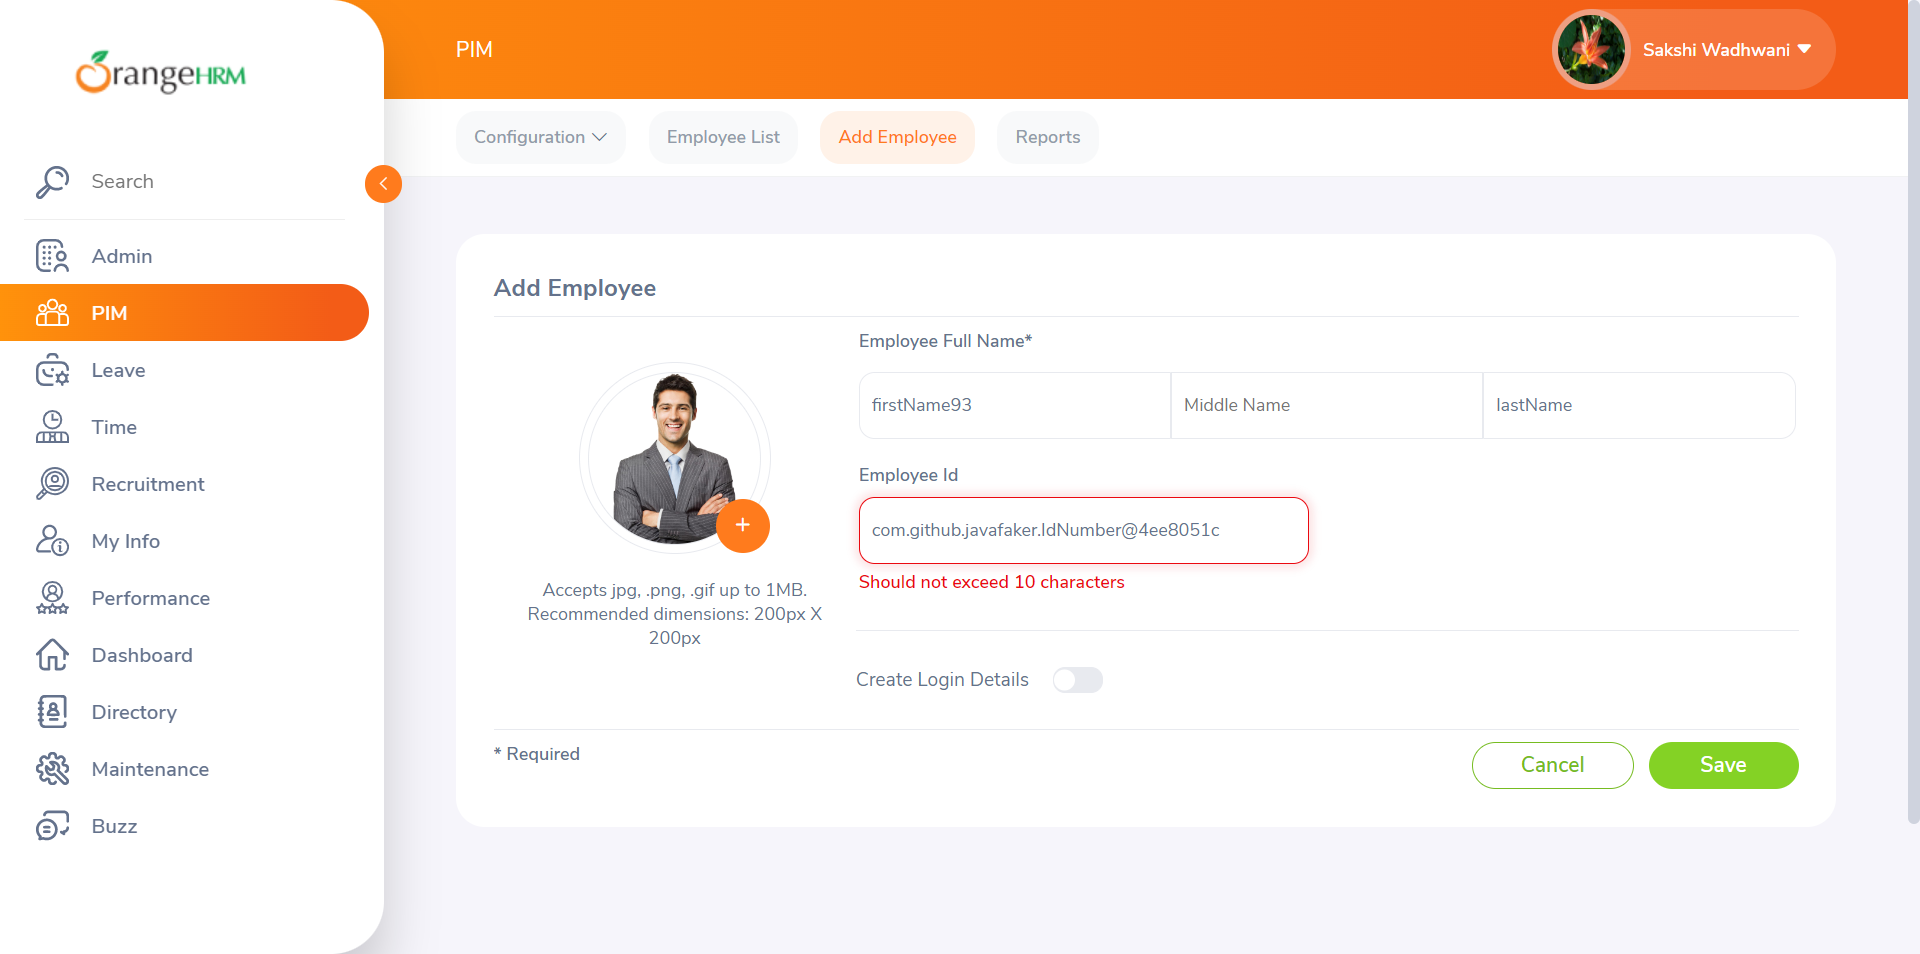 OrangeHRM
Search
Admin
PIM
Leave
Time
Recruitment
My Info
Performance
Dashboard
Directory
Maintenance
Buzz
PIM
Sakshi Wadhwani
Configuration
Employee List
Add Employee
Reports
Add Employee
Accepts jpg, .png, .gif up to 1MB.
Recommended dimensions: 200px X
200px
Employee Full Name*
firstName93
Middle Name
lastName
Employee Id
com.github.javafaker.IdNumber@4ee8051c
Should not exceed 10 characters
Create Login Details
* Required
Cancel
Save